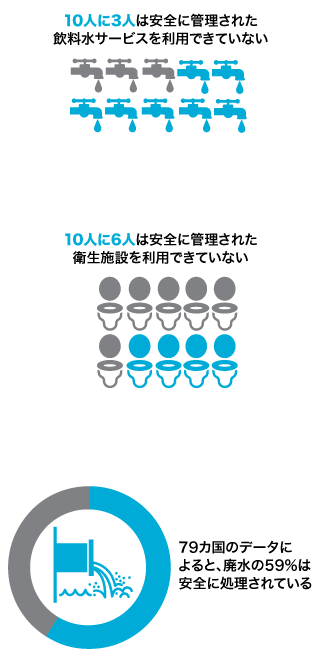 10人に3人は安全に管理された
飲料水サービスを利用できていない
10人に6人は安全に管理された
衛生施設を利用できていない
79カ国のデータに
よると、廃水の59%は
安全に処理されている